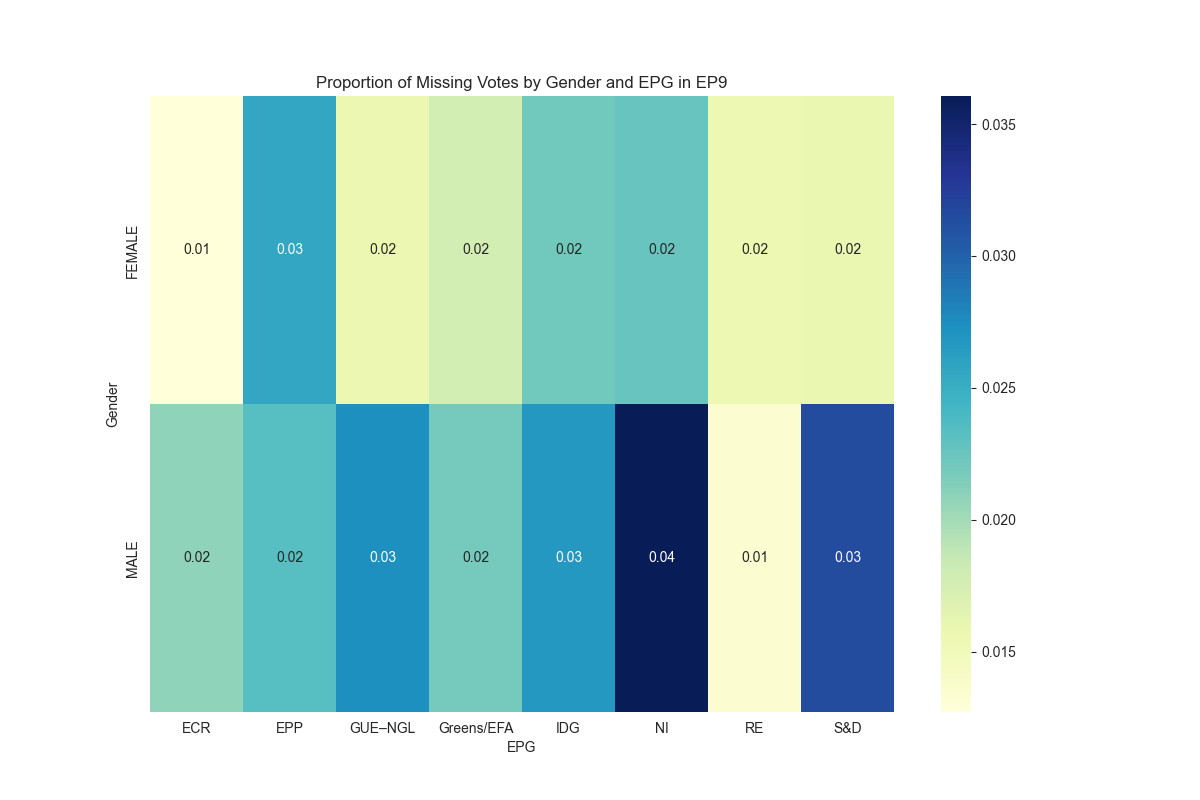 Proportion of Missing Votes by Gender and EPG in EP9
FEMALE
0.01 0.03 0.02 0.02 0.02 0.02 0.02 0.02
Gender
MALE
0.02 0.02 0.03 0.02 0.03 0.04 0.01 0.03
ECR EPP GUE–NGL Greens/EFA IDG NI RE S&D
EPG
0.035
0.030
0.025
0.020
0.015